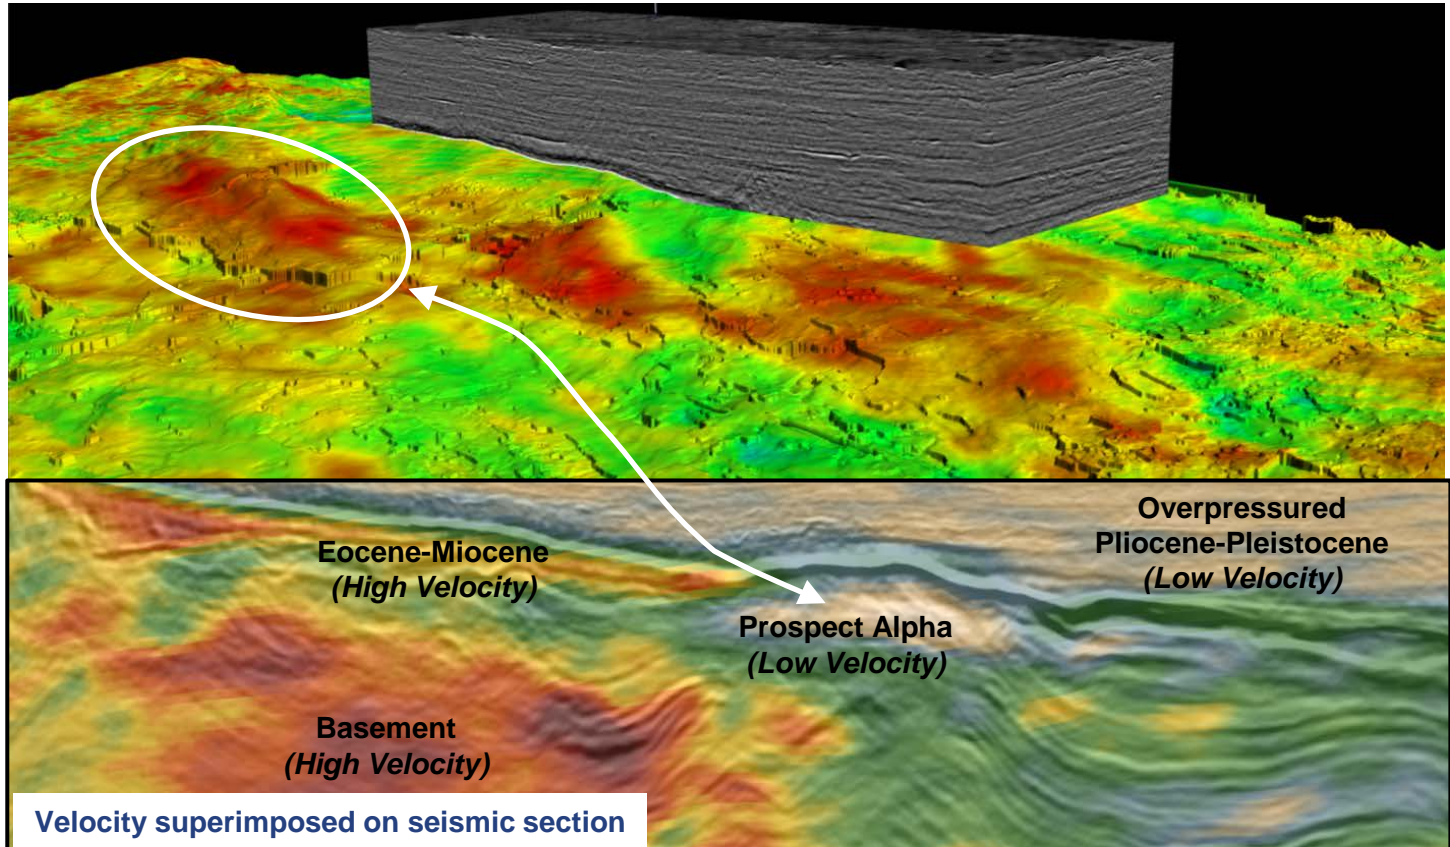 Overpressured
Pliocene-Pleistocene
(Low Velocity)
Eocene-Miocene
(High Velocity)
Prospect Alpha
(Low Velocity)
Basement
(High Velocity)
Velocity superimposed on seismic section